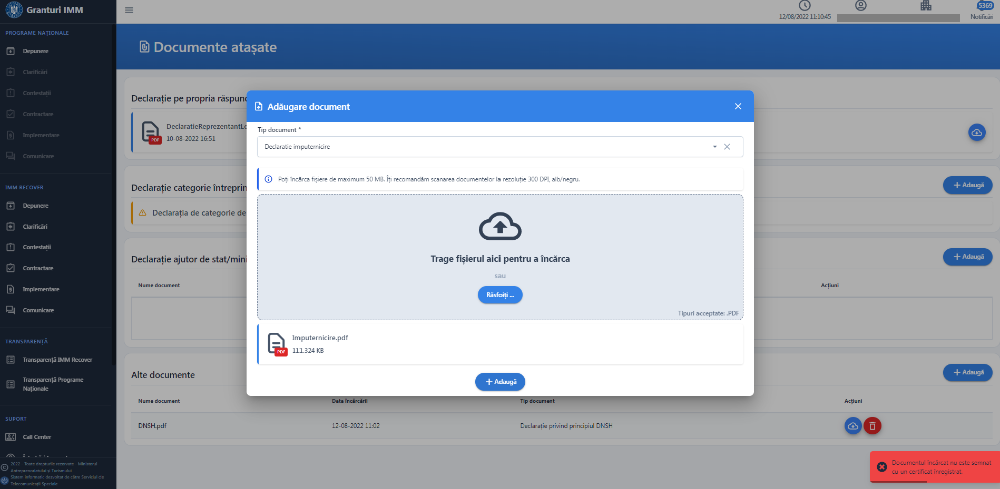 Granturi IMM
12/08/2022 11:10:45
5369
Notificări
PROGRAME NAȚIONALE
Depunere
Clarificări
Contestații
Contractare
Implementare
Comunicare
IMM RECOVER
Depunere
Clarificări
Contestații
Contractare
Implementare
Comunicare
TRANSPARENȚĂ
Transparență IMM Recover
Transparență Programe
Naționale
SUPORT
Call Center
2022 - Toate drepturile rezervate - Ministerul
Antreprenoriatului și Turismului
Sistem informatic dezvoltat de către Serviciul de
Telecomunicații Speciale
Documente atașate
Declarație pe propria răspund
DeclaratieReprezentantLe
PDF
10-08-2022 16:51
Declarație categorie întreprin
Adaugă
Declarația de categorie de
Declarație ajutor de stat/mini
Adaugă
Nume document
Acțiuni
Alte documente
Adaugă
Nume document
Data încărcării
Tip document
Acțiuni
DNSH.pdf
12-08-2022 11:02
Declarație privind principiul DNSH
Adăugare document
Tip document *
Declaratie imputernicire
Poți încărca fișiere de maximum 50 MB. Îți recomandăm scanarea documentelor la rezoluție 300 DPI, alb/negru.
Trage fișierul aici pentru a încărca
sau
Răsfoiți ...
Tipuri acceptate: .PDF
Imputernicire.pdf
PDF
111.324 KB
Adaugă
Documentul încărcat nu este semnat
cu un certificat înregistrat.